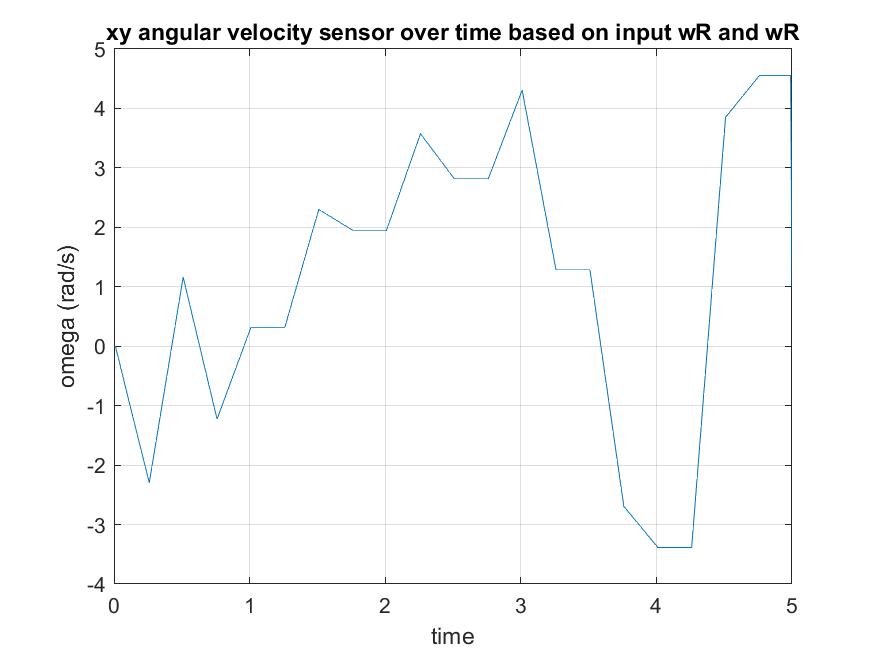 xy angular velocity sensor over time based on input wR and wR
5
4
3
2
1
0
-1
-2
-3
-4
omega (rad/s)
0 1 2 3 4 5
time